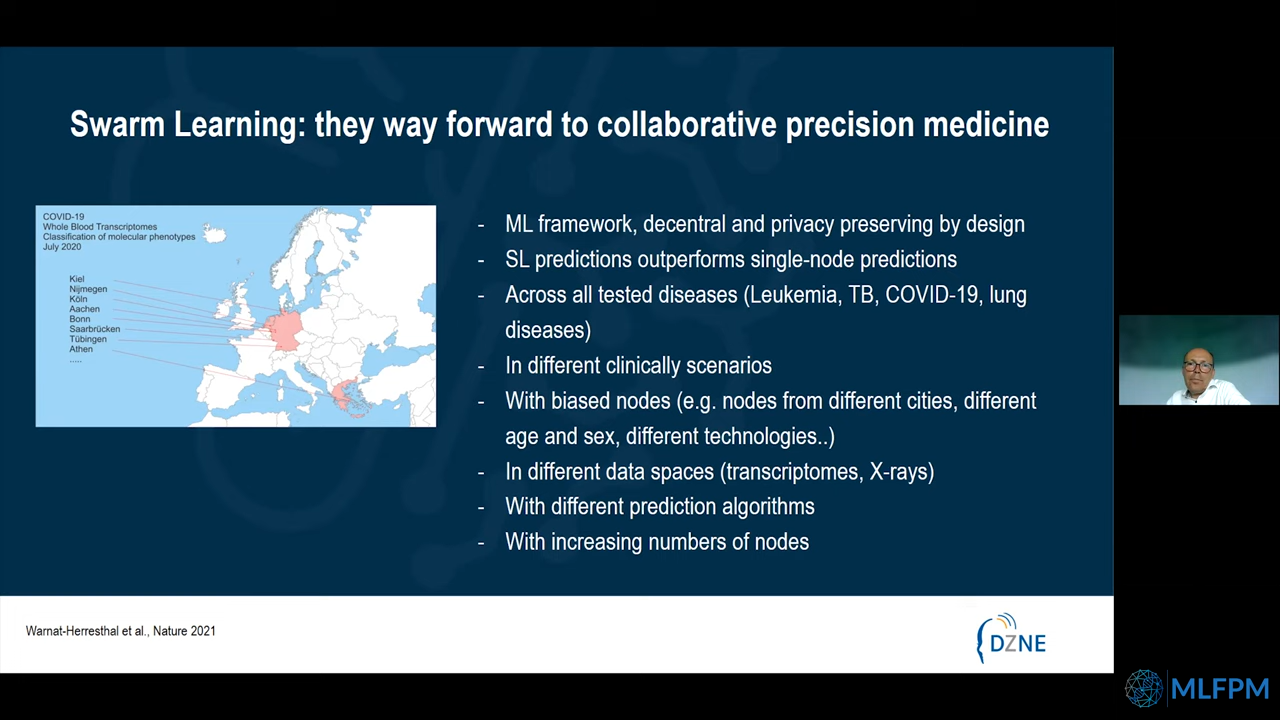 Swarm Learning: they way forward to collaborative precision medicine
COVID-19
Whole Blood Transcriptomes
Classification of molecular phenotypes
July 2020
Kiel
Nijmegen
Köln
Aachen
Bonn
Saarbrücken
Tübingen
Athen
.....
- ML framework, decentral and privacy preserving by design
- SL predictions outperforms single-node predictions
- Across all tested diseases (Leukemia, TB, COVID-19, lung
diseases)
- In different clinically scenarios
- With biased nodes (e.g. nodes from different cities, different
age and sex, different technologies..)
- In different data spaces (transcriptomes, X-rays)
- With different prediction algorithms
- With increasing numbers of nodes
Warnat-Herresthal et al., Nature 2021
DZNE
MLFPM